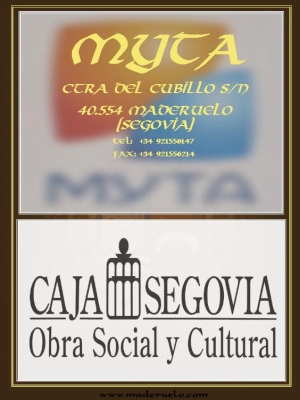 MYTA
CTRA DEL CUBILLO S/N
40.554 MADERUELO
[SEGOVIA]
TEL: +34 921556147
FAX: +34 921556214
MYTA
CAJA SEGOVIA
Obra Social y Cultural
www.maderuelo.com